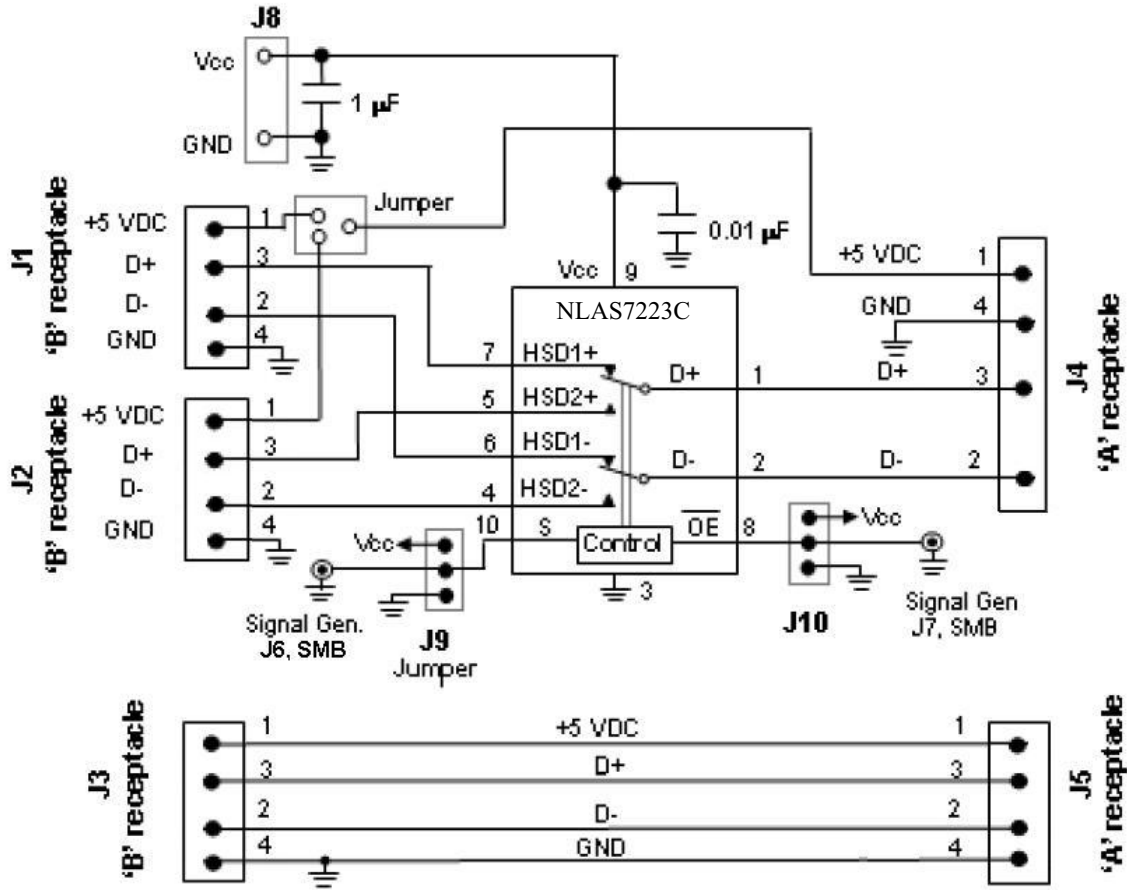 J8
Vcc
1 μF
GND
J1
'B' receptacle
+5 VDC
1
D+
3
D-
2
GND
4
Jumper
0.01 μF
Vcc
9
NLAS7223C
+5 VDC
1
GND
4
D+
3
D-
2
J4
'A' receptacle
J2
'B' receptacle
+5 VDC
1
D+
3
D-
2
GND
4
7
HSD1+
5
HSD2+
6
HSD1-
4
HSD2-
D+
1
D-
2
10
S
Control
OE
8
3
Vcc
Signal Gen.
J6, SMB
J9
Jumper
Vcc
J10
Signal Gen
J7, SMB
J3
'B' receptacle
1
+5 VDC
1
3
D+
3
2
D-
2
4
GND
4
J5
'A' receptacle